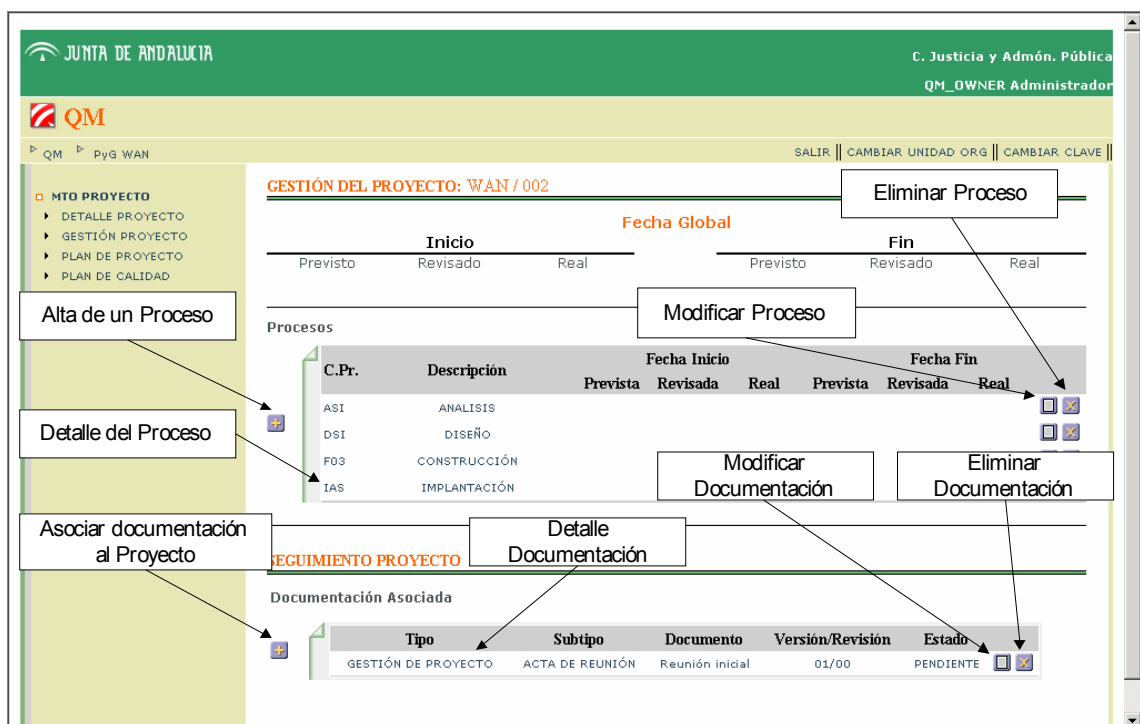 JUNTA DE ANDALUCIA
C. Justicia y Admón. Pública
QM_OWNER Administrador
QM
QM PyG WAN
SALIR || CAMBIAR UNIDAD ORG || CAMBIAR CLAVE ||
MTO PROYECTO
DETALLE PROYECTO
GESTIÓN PROYECTO
PLAN DE PROYECTO
PLAN DE CALIDAD
GESTIÓN DEL PROYECTO: WAN / 002
Eliminar Proceso
Fecha Global
Inicio Fin
Previsto Revisado Real Previsto Revisado Real
Alta de un Proceso
Modificar Proceso
Procesos
Fecha Inicio Fecha Fin
C.Pr. Descripción
Prevista Revisada Real Prevista Revisada Real
ASI ANALISIS
DSI DISEÑO
F03 CONSTRUCCIÓN
IAS IMPLANTACIÓN
Detalle del Proceso
Modificar
Documentación
Eliminar
Documentación
Asociar documentación
al Proyecto
Detalle
Documentación
SEGUIMIENTO PROYECTO
Documentación Asociada
Tipo Subtipo Documento Versión/Revisión Estado
GESTIÓN DE PROYECTO ACTA DE REUNIÓN Reunión inicial 01/00 PENDIENTE